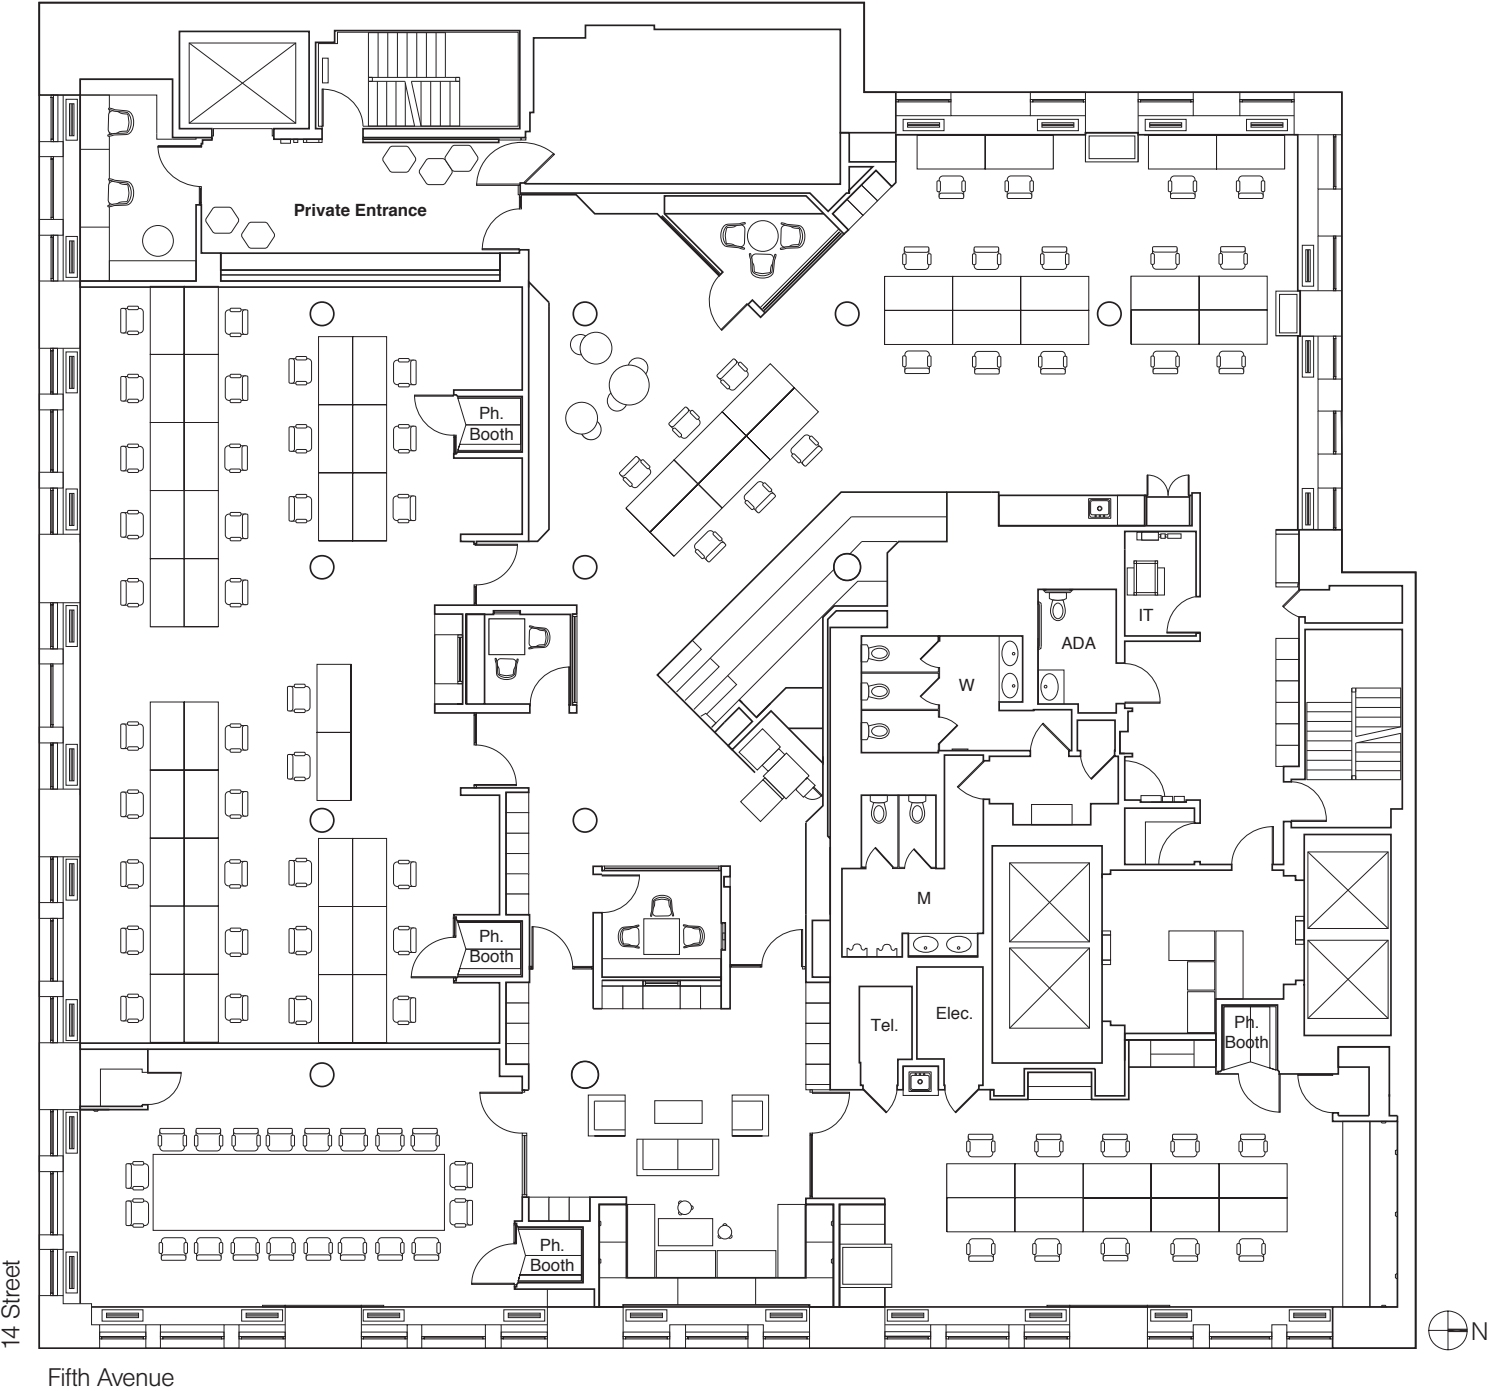 Private Entrance
Ph.
Booth
IT
ADA
W
M
Ph.
Booth
Tel.
Elec.
Ph.
Booth
Ph.
Booth
14 Street
N
Fifth Avenue